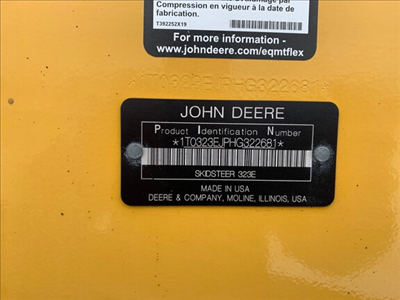 Compression en vigueur à la date de
fabrication.
T392252X19
For more information -
www.johndeere.com/eqmtflex
JOHN DEERE
Product Identification Number
*1T0323EJPHG322681*
SKIDSTEER 323E
MADE IN USA
DEERE & COMPANY, MOLINE, ILLINOIS, USA